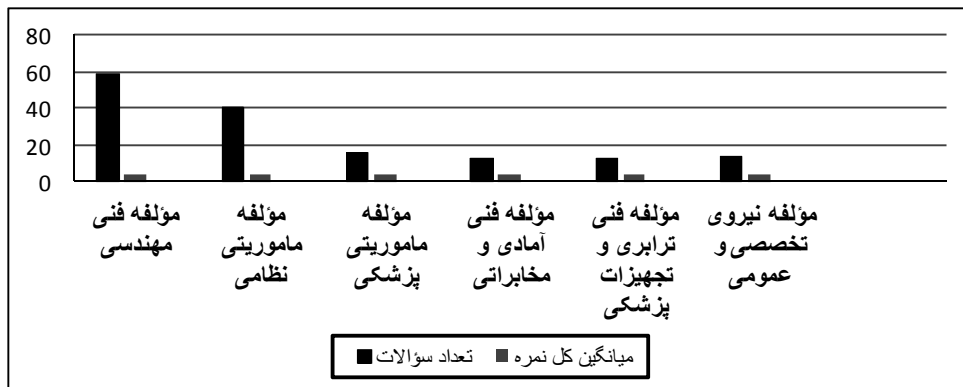 80
60
40
20
0
مؤلفه فنی
مهندسی
مؤلفه
ماموریتی
نظامی
مؤلفه
ماموریتی
پزشکی
مؤلفه فنی
آمادی و
مخابراتی
مؤلفه فنی
ترابری و
تجهیزات
پزشکی
مؤلفه نیروی
تخصصی و
عمومی
تعداد سؤالات
میانگین کل نمره